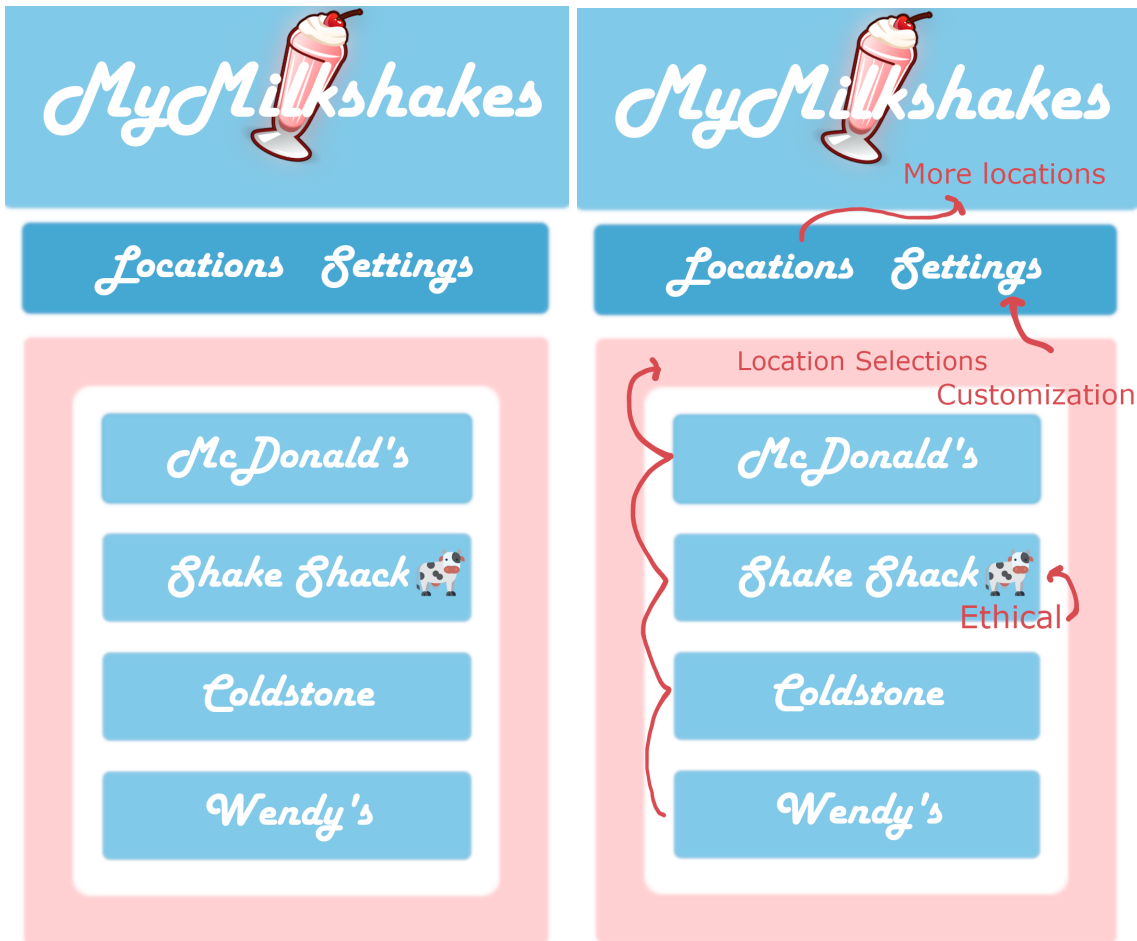 MyMilkshakes
Locations Settings
McDonald's
Shake Shack
Coldstone
Wendy's
MyMilkshakes
More locations
Locations Settings
Location Selections
Customization
McDonald's
Shake Shack
Ethical
Coldstone
Wendy's